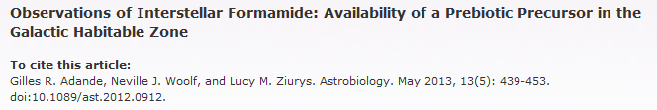 Observations of Interstellar Formamide: Availability of a Prebiotic Precursor in the
Galactic Habitable Zone
To cite this article:
Gilles R. Adande, Neville J. Woolf, and Lucy M. Ziurys. Astrobiology. May 2013, 13(5): 439-453.
doi:10.1089/ast.2012.0912.